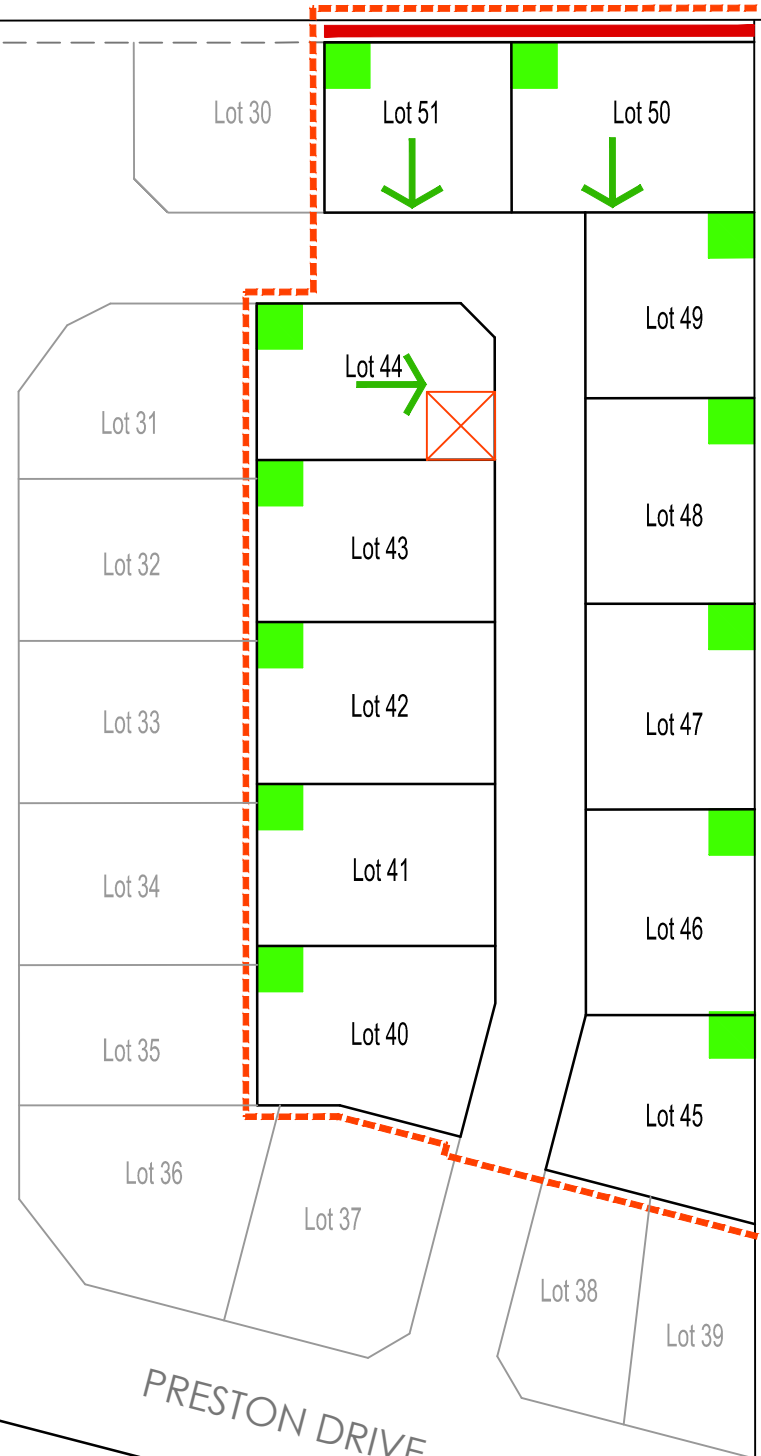 Lot 30
Lot 51
Lot 50
Lot 49
Lot 44
Lot 31
Lot 48
Lot 43
Lot 32
Lot 42
Lot 33
Lot 47
Lot 41
Lot 34
Lot 46
Lot 40
Lot 35
Lot 45
Lot 36
Lot 37
Lot 38
Lot 39
PRESTON DRIVE